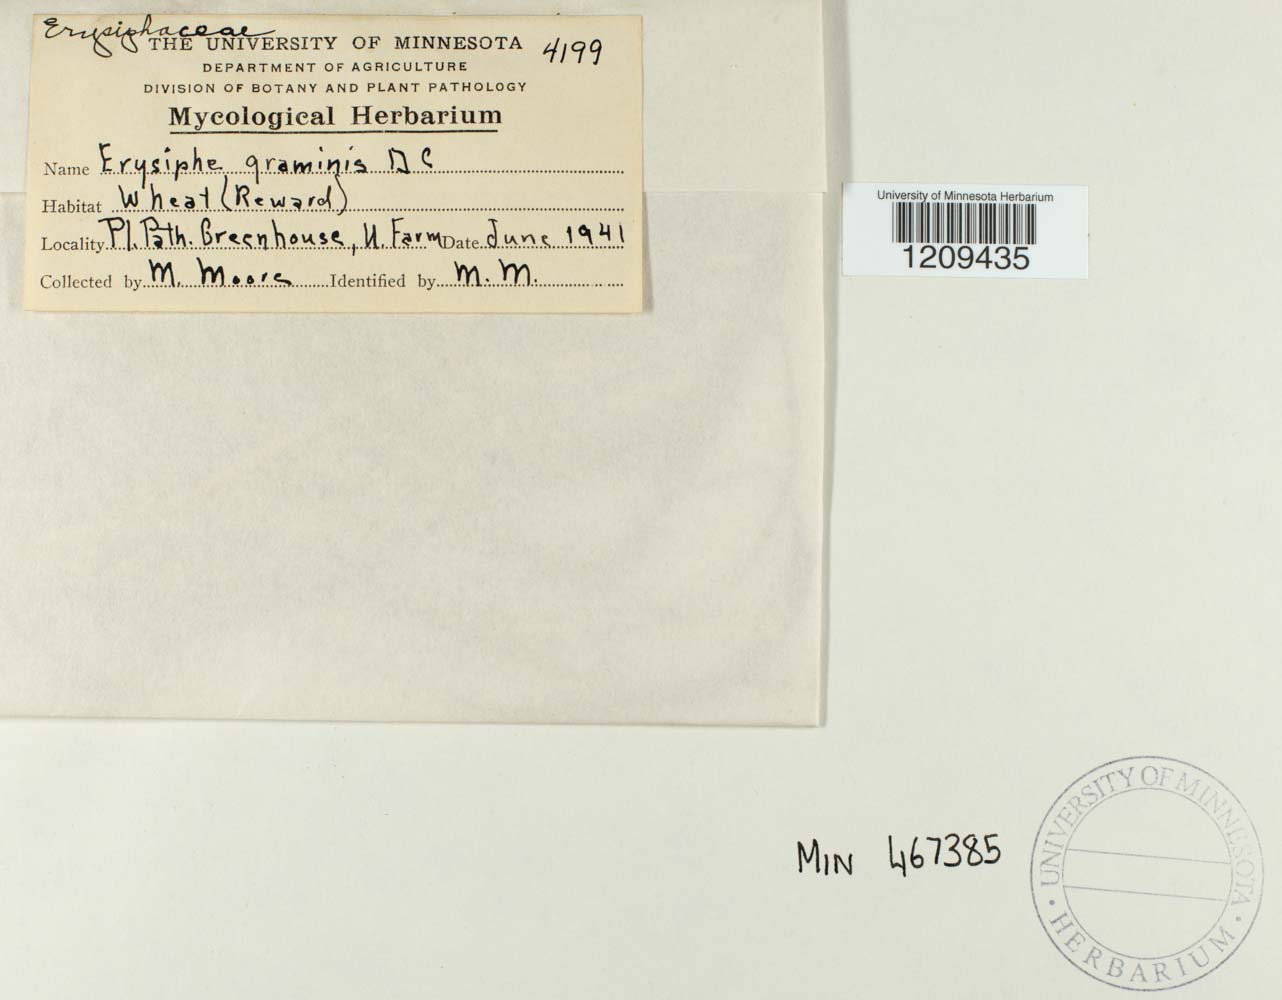 Erysiphaceae
THE UNIVERSITY OF MINNESOTA 4199
DEPARTMENT OF AGRICULTURE
DIVISION OF BOTANY AND PLANT PATHOLOGY
Mycological Herbarium
Name Erysiphe graminis DC
Habitat Wheat (Reward)
Locality Pl. Path. Greenhouse, U. Farm Date June 1941
Collected by M. Moore Identified by M. M.
University of Minnesota Herbarium
1209435
MIN 467385
UNIVERSITY OF MINNESOTA
• HERBARIUM •